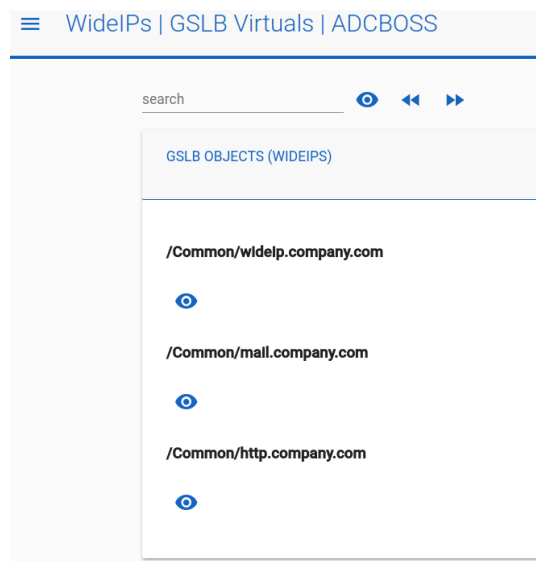 WideIPs | GSLB Virtuals | ADCBOSS
search
GSLB OBJECTS (WIDEIPS)
/Common/wideip.company.com
/Common/mail.company.com
/Common/http.company.com